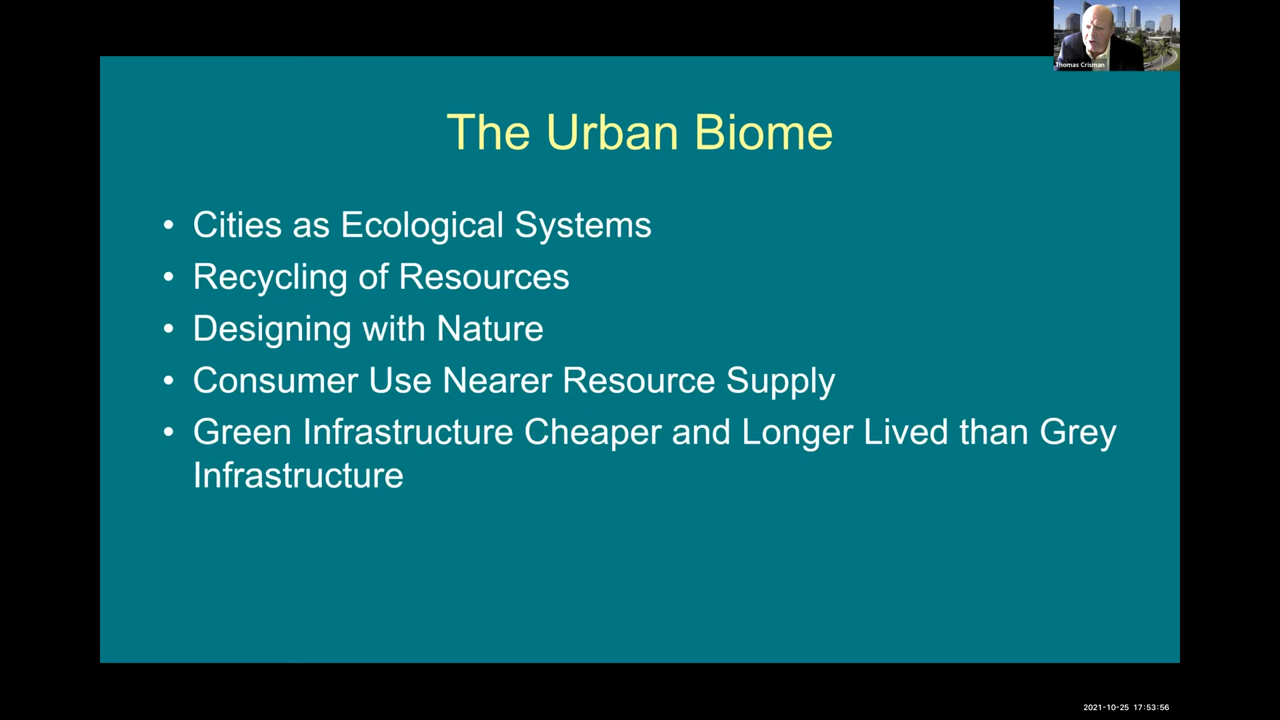 Thomas Crisman
The Urban Biome
• Cities as Ecological Systems
• Recycling of Resources
• Designing with Nature
• Consumer Use Nearer Resource Supply
• Green Infrastructure Cheaper and Longer Lived than Grey
Infrastructure
2021-10-25 17:53:56